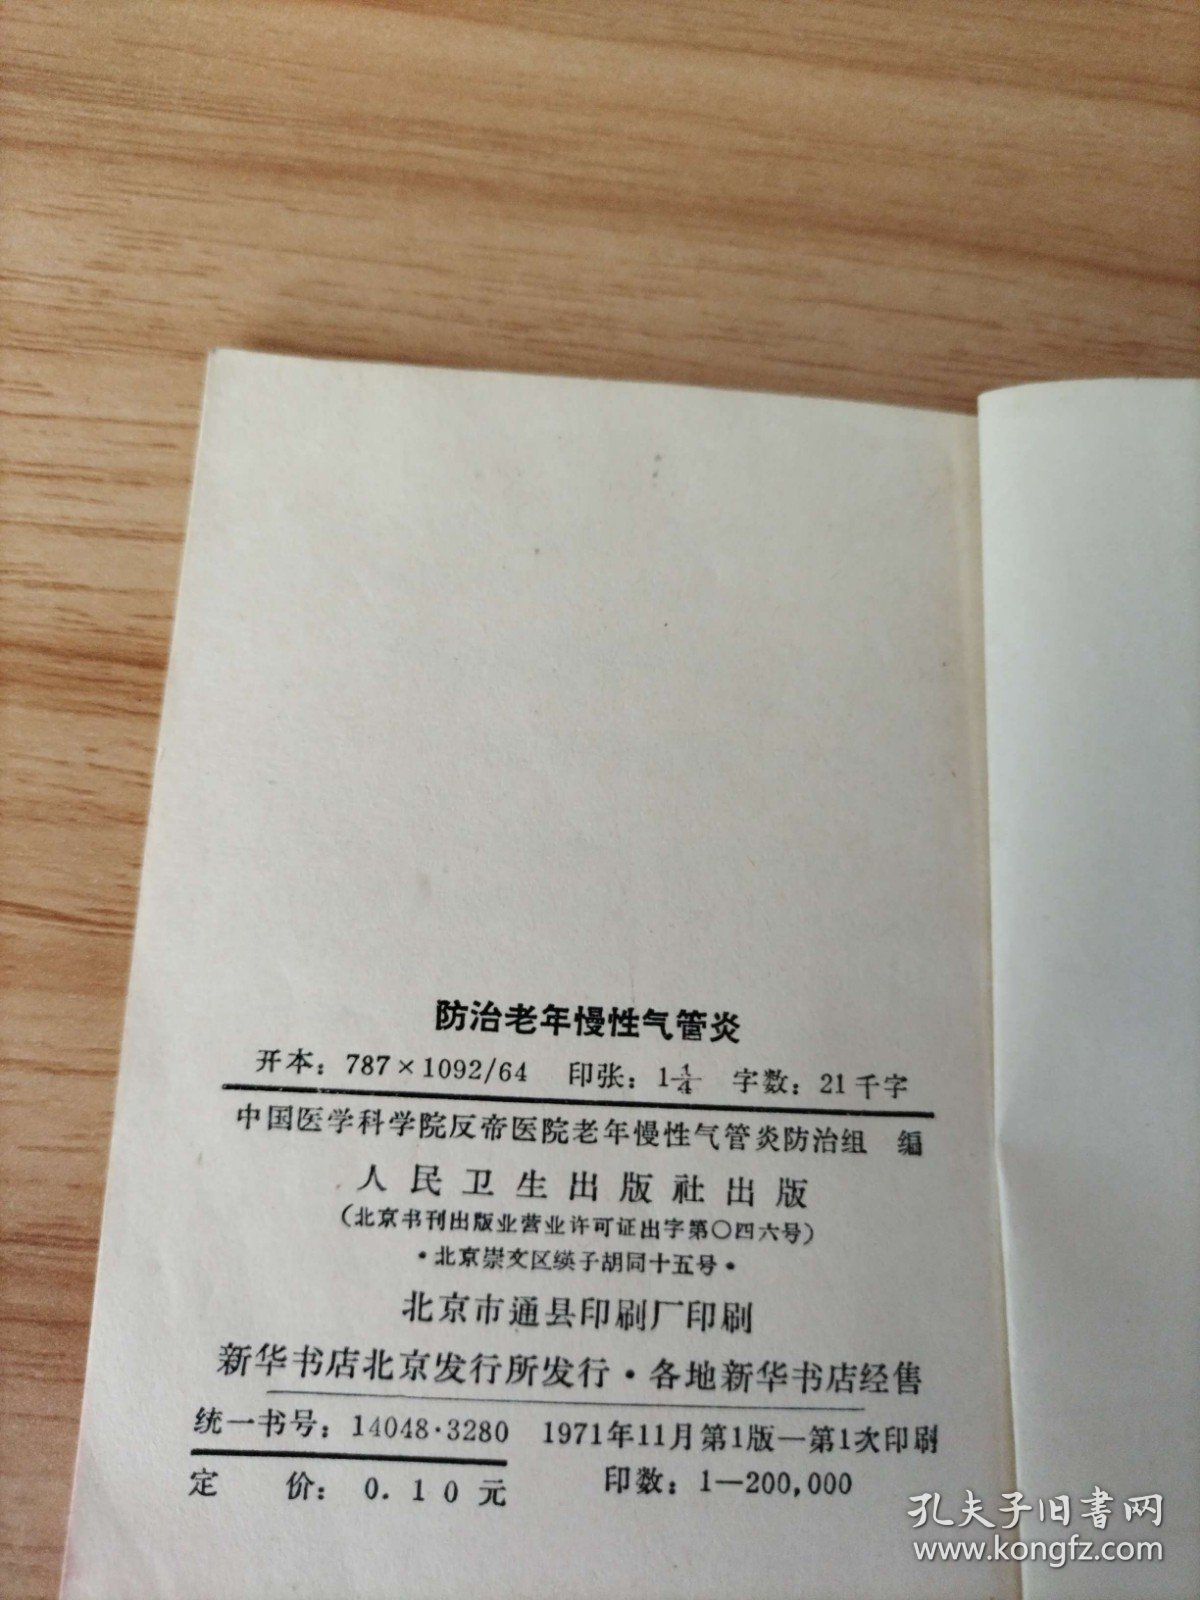 防治老年慢性气管炎
开本：787×1092/64 印张：1 1/4 字数：21千字
中国医学科学院反帝医院老年慢性气管炎防治组 编
人民卫生出版社出版
（北京书刊出版业营业许可证出字第〇四六号）
·北京崇文区绠子胡同十五号·
北京市通县印刷厂印刷
新华书店北京发行所发行·各地新华书店经售
统一书号：14048·3280 1971年11月第1版—第1次印刷
定 价：0.10元 印数：1—200,000
孔夫子旧书网
www.kongfz.com